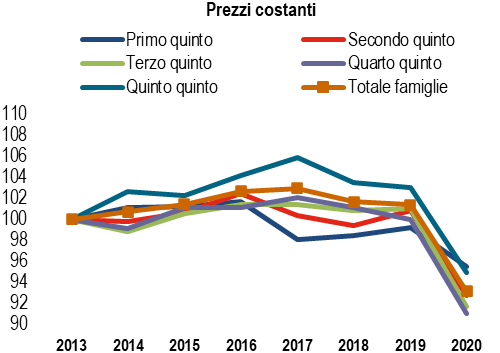 Prezzi costanti
Primo quinto Secondo quinto
Terzo quinto Quarto quinto
Quinto quinto Totale famiglie
110
108
106
104
102
100
98
96
94
92
90
2013 2014 2015 2016 2017 2018 2019 2020